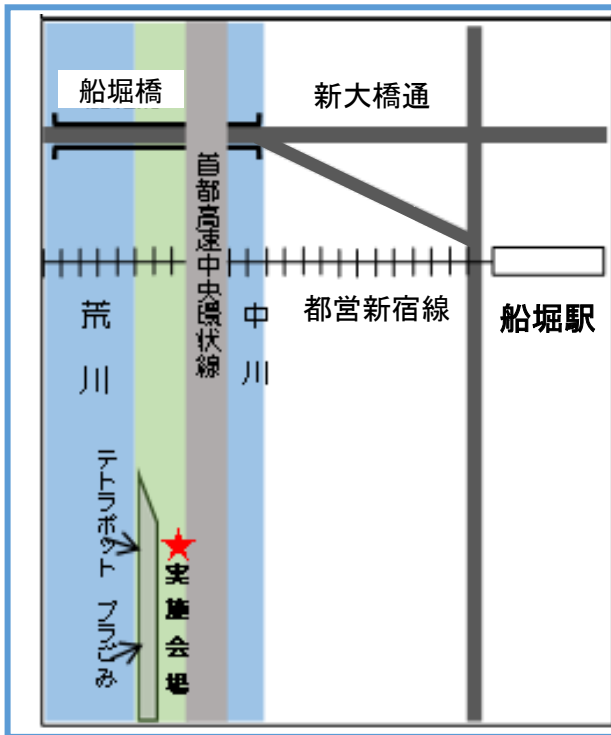 船堀橋
新大橋通
首都高速中央環状線
荒川
中川
都営新宿線
船堀駅
テトラポット
プラごみ
実施会場